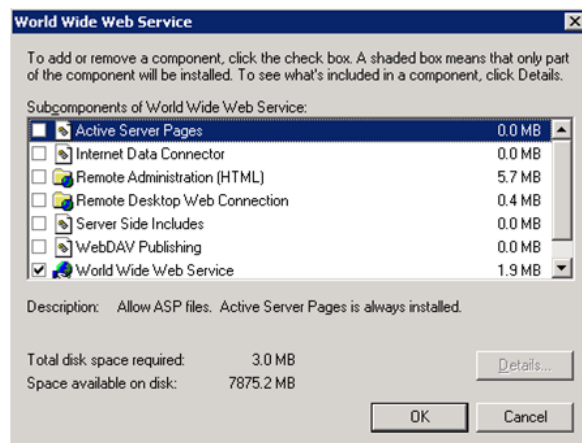 World Wide Web Service
To add or remove a component, click the check box. A shaded box means that only part
of the component will be installed. To see what's included in a component, click Details.
Subcomponents of World Wide Web Service:
Active Server Pages 0.0 MB
Internet Data Connector 0.0 MB
Remote Administration (HTML) 5.7 MB
Remote Desktop Web Connection 0.4 MB
Server Side Includes 0.0 MB
WebDAV Publishing 0.0 MB
World Wide Web Service 1.9 MB
Description: Allow ASP files. Active Server Pages is always installed.
Total disk space required: 3.0 MB
Space available on disk: 7875.2 MB
Details...
OK Cancel